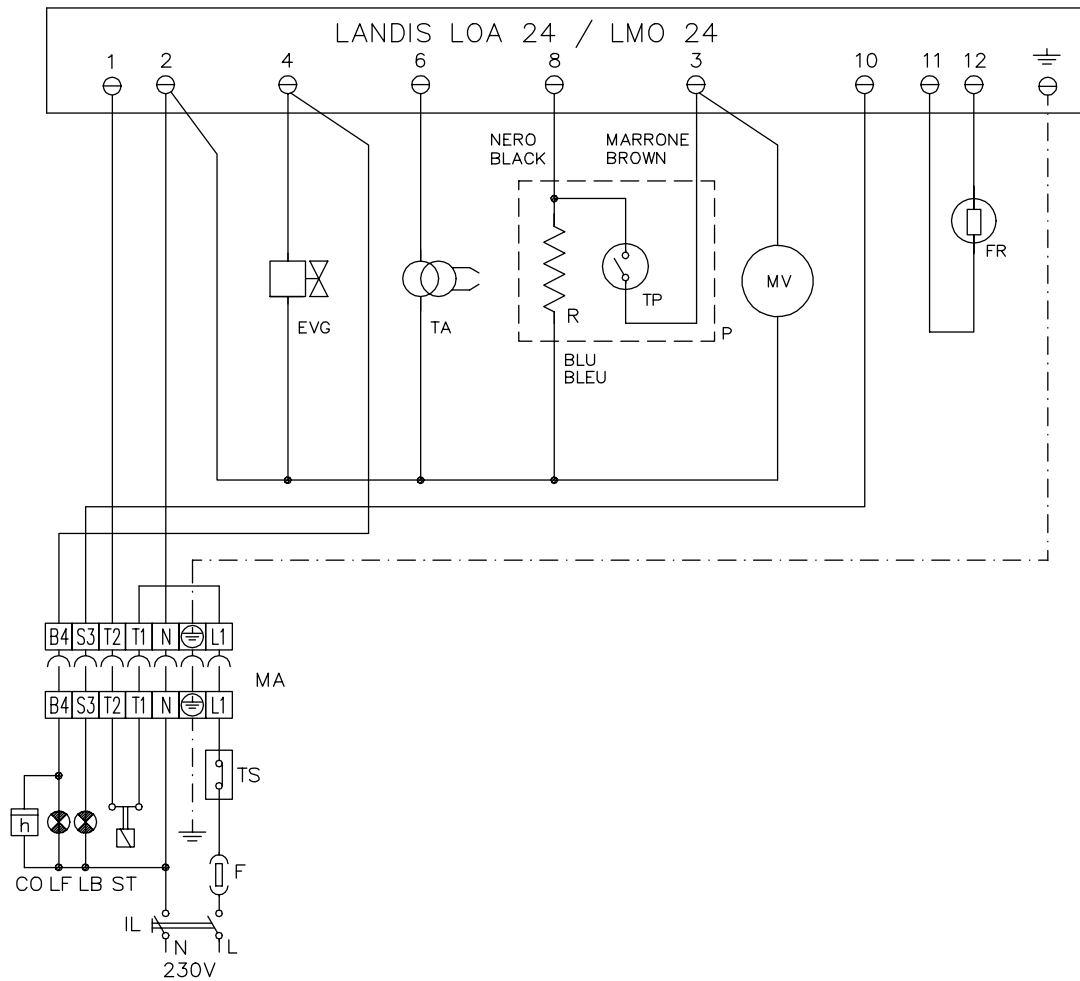 LANDIS LOA 24 / LMO 24
1 2 4 6 8 3 10 11 12
NERO
BLACK
MARRONE
BROWN
EVG
TA
R
TP
P
MV
FR
BLU
BLEU
B4 S3 T2 T1 N L1
MA
B4 S3 T2 T1 N L1
TS
h
CO LF LB ST
F
IL
N
L
230V